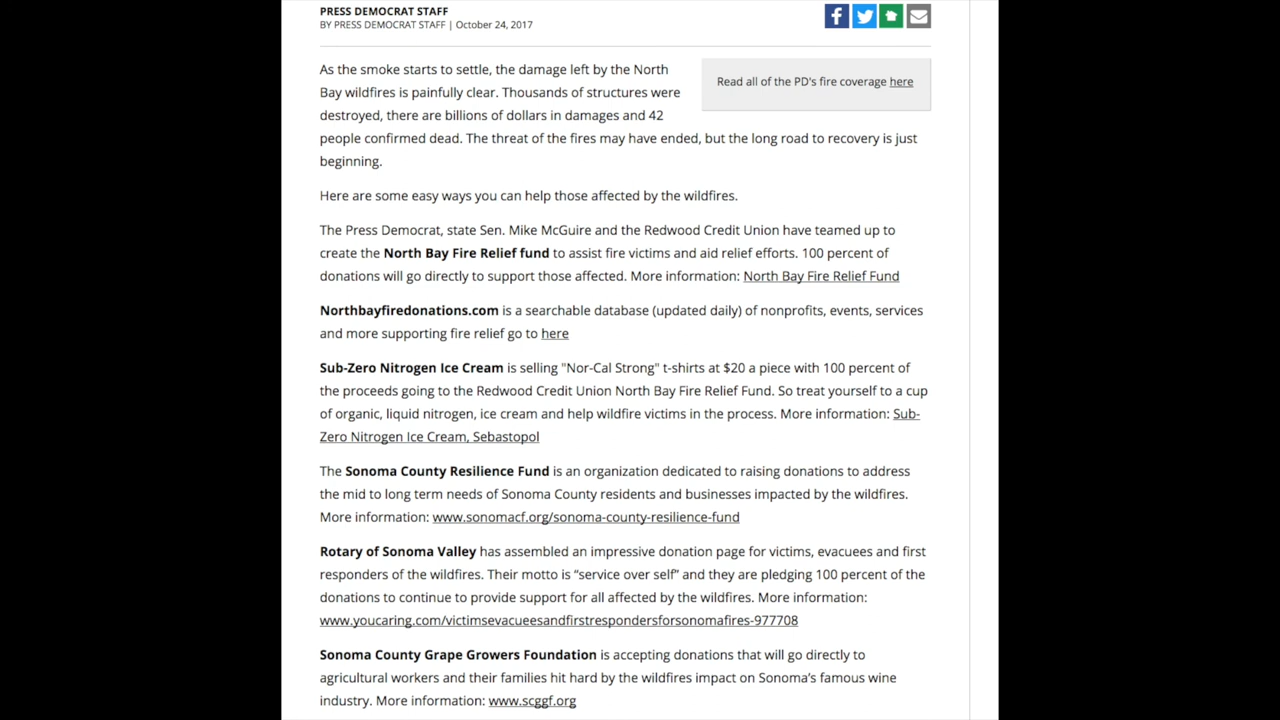 PRESS DEMOCRAT STAFF
BY PRESS DEMOCRAT STAFF | October 24, 2017
As the smoke starts to settle, the damage left by the North
Bay wildfires is painfully clear. Thousands of structures were
destroyed, there are billions of dollars in damages and 42
people confirmed dead. The threat of the fires may have ended, but the long road to recovery is just
beginning.
Read all of the PD's fire coverage here
Here are some easy ways you can help those affected by the wildfires.
The Press Democrat, state Sen. Mike McGuire and the Redwood Credit Union have teamed up to
create the North Bay Fire Relief fund to assist fire victims and aid relief efforts. 100 percent of
donations will go directly to support those affected. More information: North Bay Fire Relief Fund
Northbayfiredonations.com is a searchable database (updated daily) of nonprofits, events, services
and more supporting fire relief go to here
Sub-Zero Nitrogen Ice Cream is selling "Nor-Cal Strong" t-shirts at $20 a piece with 100 percent of
the proceeds going to the Redwood Credit Union North Bay Fire Relief Fund. So treat yourself to a cup
of organic, liquid nitrogen, ice cream and help wildfire victims in the process. More information: Sub-
Zero Nitrogen Ice Cream, Sebastopol
The Sonoma County Resilience Fund is an organization dedicated to raising donations to address
the mid to long term needs of Sonoma County residents and businesses impacted by the wildfires.
More information: www.sonomacf.org/sonoma-county-resilience-fund
Rotary of Sonoma Valley has assembled an impressive donation page for victims, evacuees and first
responders of the wildfires. Their motto is “service over self” and they are pledging 100 percent of the
donations to continue to provide support for all affected by the wildfires. More information:
www.youcaring.com/victimsevacueesandfirstrespondersforsonomafires-977708
Sonoma County Grape Growers Foundation is accepting donations that will go directly to
agricultural workers and their families hit hard by the wildfires impact on Sonoma’s famous wine
industry. More information: www.scggf.org